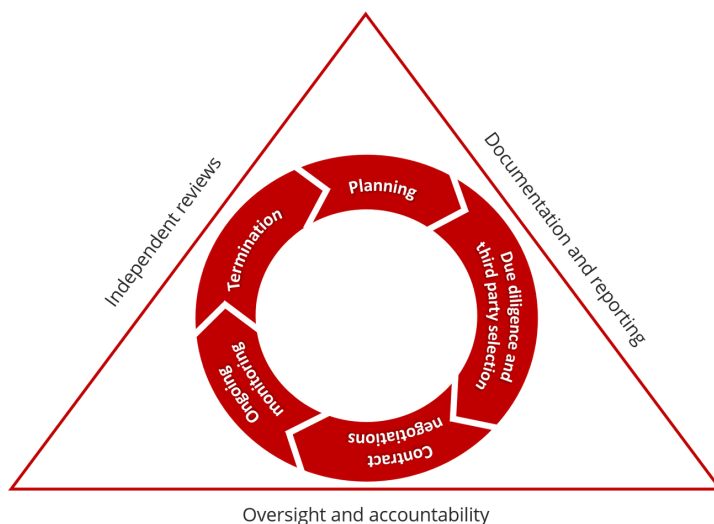 Independent reviews
Documentation and reporting
Planning
Due diligence and
third party selection
Contract
negotiations
Ongoing
monitoring
Termination
Oversight and accountability